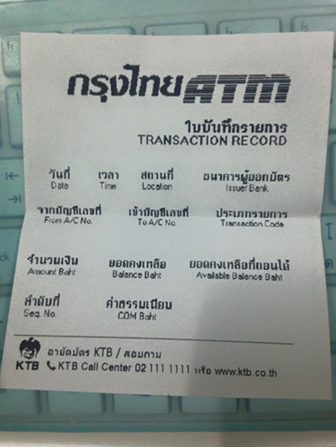 กรุงไทย ATM
ใบบันทึกรายการ
TRANSACTION RECORD
วันที่ เวลา สถานที่ ธนาคารผู้ออกบัตร
Date Time Location Issuer Bank
จากบัญชีเลขที่ เข้าบัญชีเลขที่ ประเภทรายการ
From A/C No. To A/C No. Transaction Code
จำนวนเงิน ยอดคงเหลือ ยอดคงเหลือที่ถอนได้
Amount Baht Balance Baht Available Balance Baht
ลำดับที่ ค่าธรรมเนียม
Seq. No. COM Baht
อายัดบัตร KTB / สอบถาม
KTB KTB Call Center 02 111 1111 หรือ www.ktb.co.th